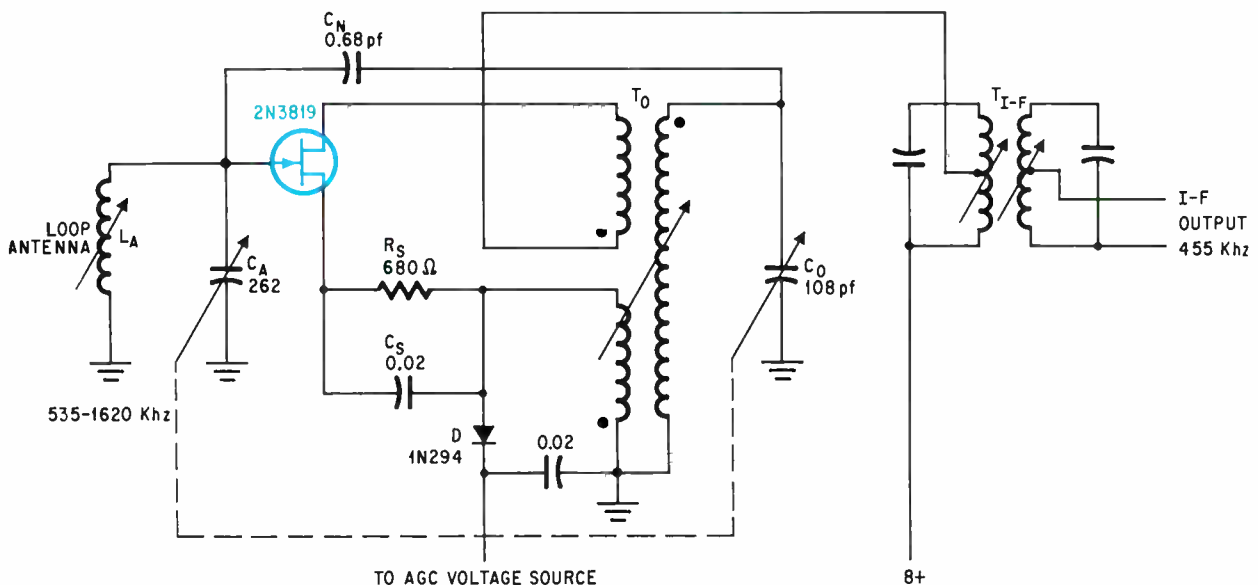 C_N
0.68 pf
2N3819
T_O
T_I-F
LOOP
ANTENNA
L_A
C_A
262
R_S
680 Ω
C_S
0.02
C_O
108 pf
I-F
OUTPUT
455 Khz
535-1620 Khz
D
1N294
0.02
TO AGC VOLTAGE SOURCE
8+